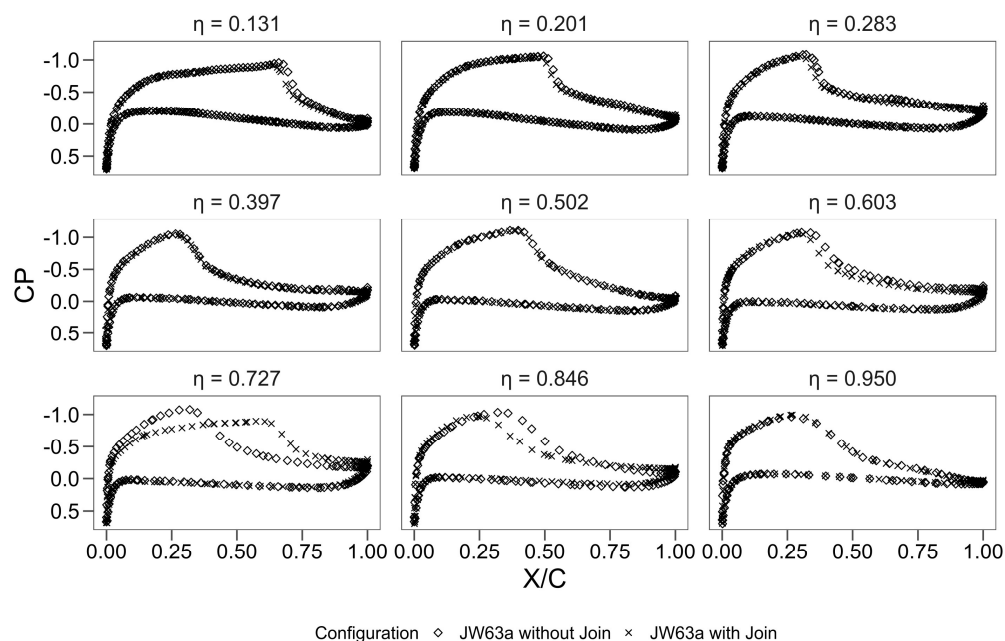 η = 0.131 η = 0.201 η = 0.283
-1.0
-0.5
0.0
0.5
η = 0.397 η = 0.502 η = 0.603
-1.0
-0.5
0.0
0.5
CP
η = 0.727 η = 0.846 η = 0.950
-1.0
-0.5
0.0
0.5
0.00 0.25 0.50 0.75 1.00 0.00 0.25 0.50 0.75 1.00 0.00 0.25 0.50 0.75 1.00
X/C
Configuration ◇ JW63a without Join × JW63a with Join